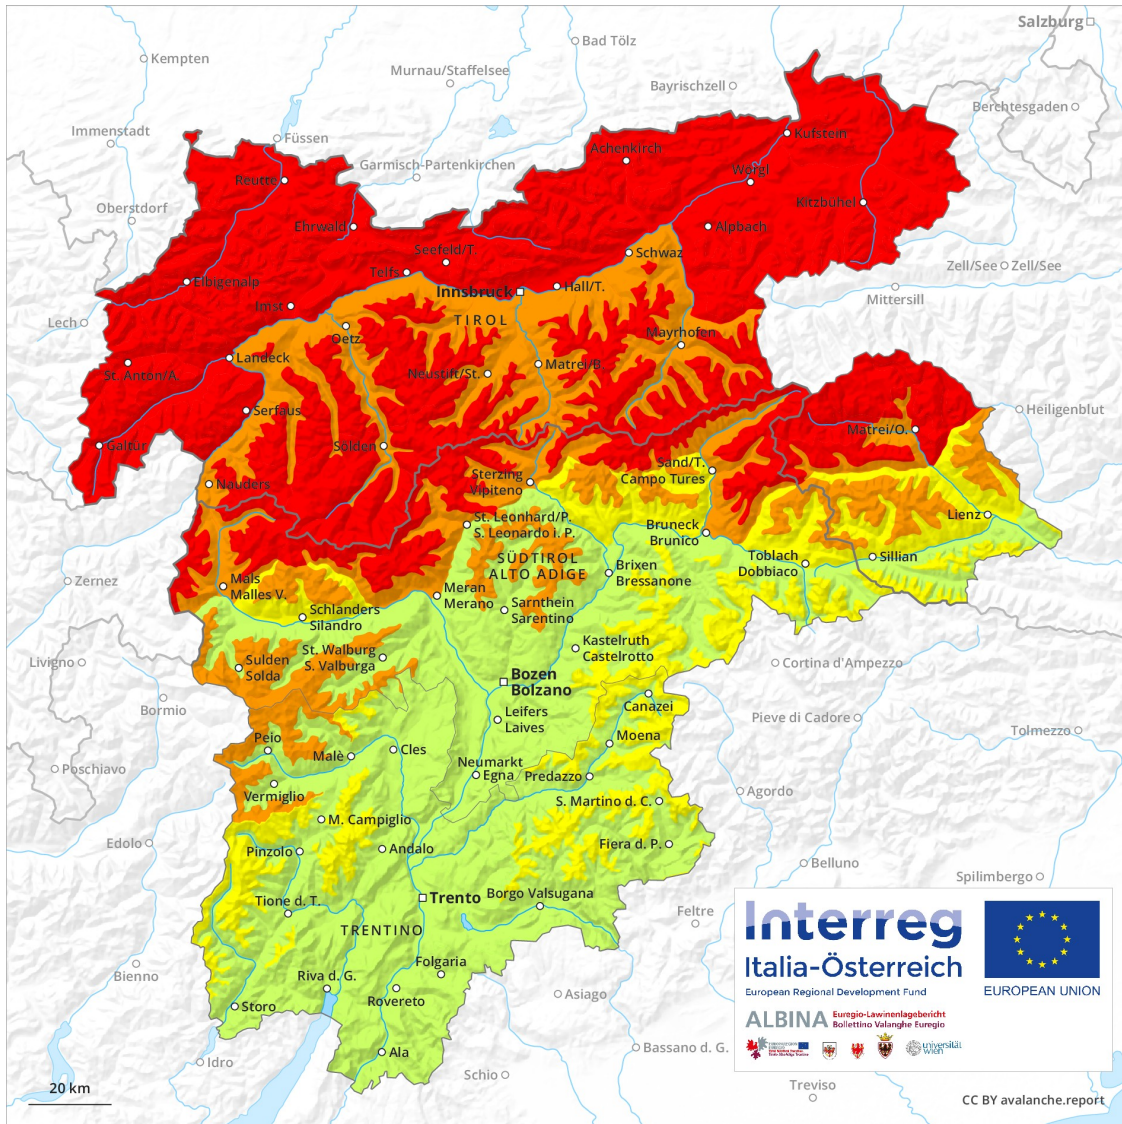 Salzburg
Bad Tölz
Kempten
Murnau/Staffelsee
Bayrischzell
Berchtesgaden
Immenstadt
Füssen
Kufstein
Garmisch-Partenkirchen
Achenkirch
Wörgl
Reutte
Oberstdorf
Kitzbühel
Ehrwald
Alpbach
Seefeld/T.
Schwaz
Telfs
Zell/See
Zell/See
Elbigenalp
Innsbruck
Hall/T.
Mittersill
Imst
TIROL
Lech
Oetz
Mayrhofen
Landeck
Matrei/B.
St. Anton/A.
Neustift/St.
Serfaus
Heiligenblut
Matrei/O.
Galtür
Sölden
Sand/T.
Campo Tures
Sterzing
Vipiteno
Nauders
St. Leonhard/P.
S. Leonardo i. P.
Lienz
Bruneck
Brunico
SÜDTIROL
ALTO ADIGE
Toblach
Dobbiaco
Sillian
Brixen
Bressanone
Zernez
Mals
Malles V.
Meran
Merano
Schlanders
Silandro
Sarnthein
Sarentino
Kastelruth
Castelrotto
St. Walburg
S. Valburga
Livigno
Sulden
Solda
Cortina d'Ampezzo
Bozen
Bolzano
Canazei
Bormio
Leifers
Laives
Pieve di Cadore
Tolmezzo
Peio
Moena
Malè
Cles
Neumarkt
Egna
Predazzo
Poschiavo
Vermiglio
Agordo
S. Martino d. C.
M. Campiglio
Edolo
Pinzolo
Andalo
Fiera d. P.
Belluno
Spilimbergo
Tione d. T.
Trento
Borgo Valsugana
Feltre
TRENTINO
Folgaria
Bienno
Riva d. G.
Rovereto
Asiago
Storo
Ala
Bassano d. G.
Idro
Schio
Treviso
20 km
Interreg
Italia-Österreich
European Regional Development Fund
EUROPEAN UNION
ALBINA
Euregio-Lawinenlagebericht
Bollettino Valanghe Euregio
universität
wien
CC BY avalanche.report